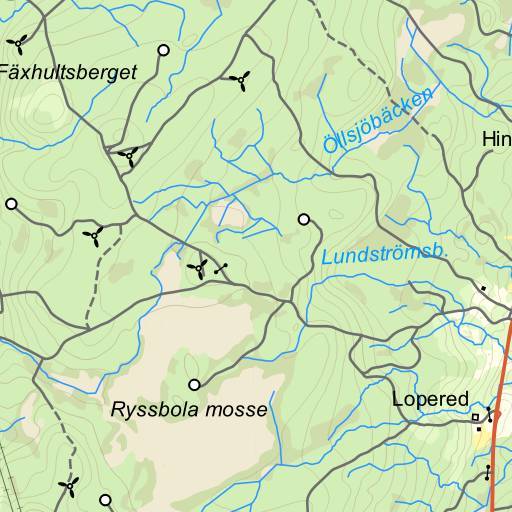 Fäxhultsberget
Öllsjöbäcken
Hin
Lundströmsb.
Lopered
Ryssbola mosse